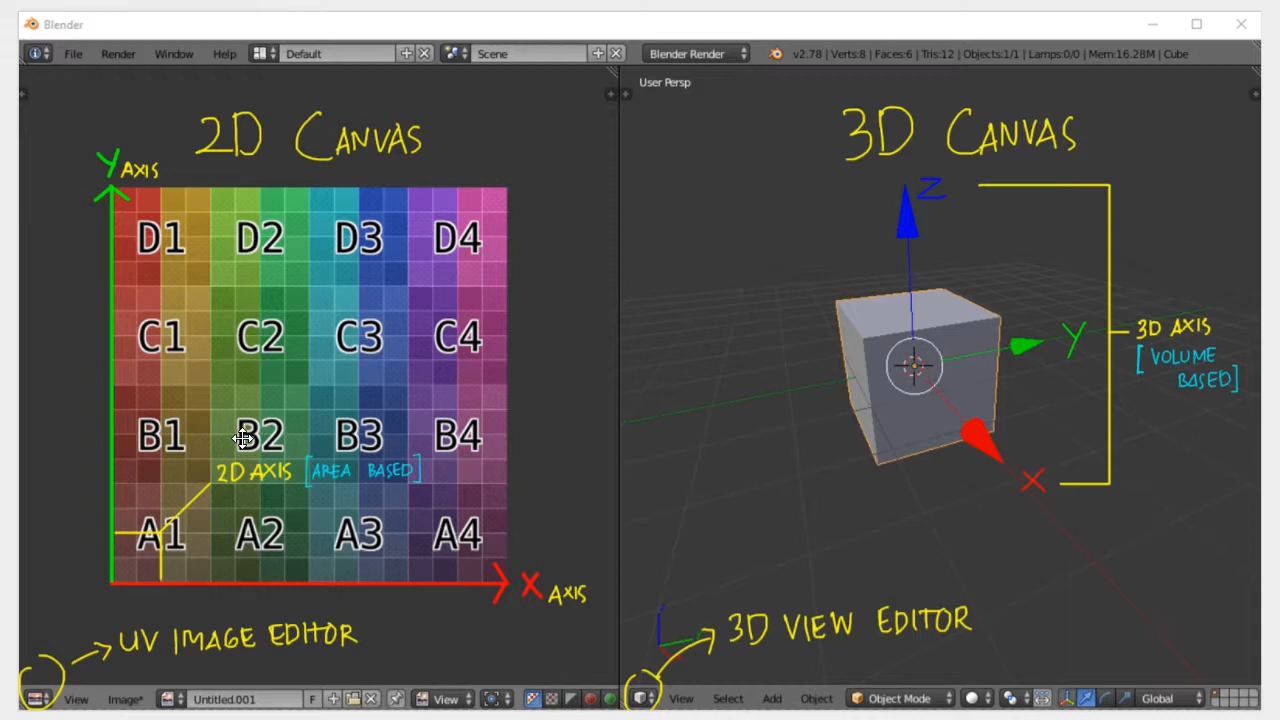 Blender
File Render Window Help Default Scene Blender Render v2.78 | Verts:8 | Faces:6 | Tris:12 | Objects:1/1 | Lamps:0/0 | Mem:16.28M | Cube
User Persp
2D CANVAS
3D CANVAS
Y AXIS
Z
D1 D2 D3 D4
C1 C2 C3 C4
Y
3D AXIS
[VOLUME
BASED]
B1 B2 B3 B4
2D AXIS [AREA BASED]
X
A1 A2 A3 A4
X AXIS
UV IMAGE EDITOR
3D VIEW EDITOR
View Image* Untitled.001 F View
View Select Add Object Object Mode Global